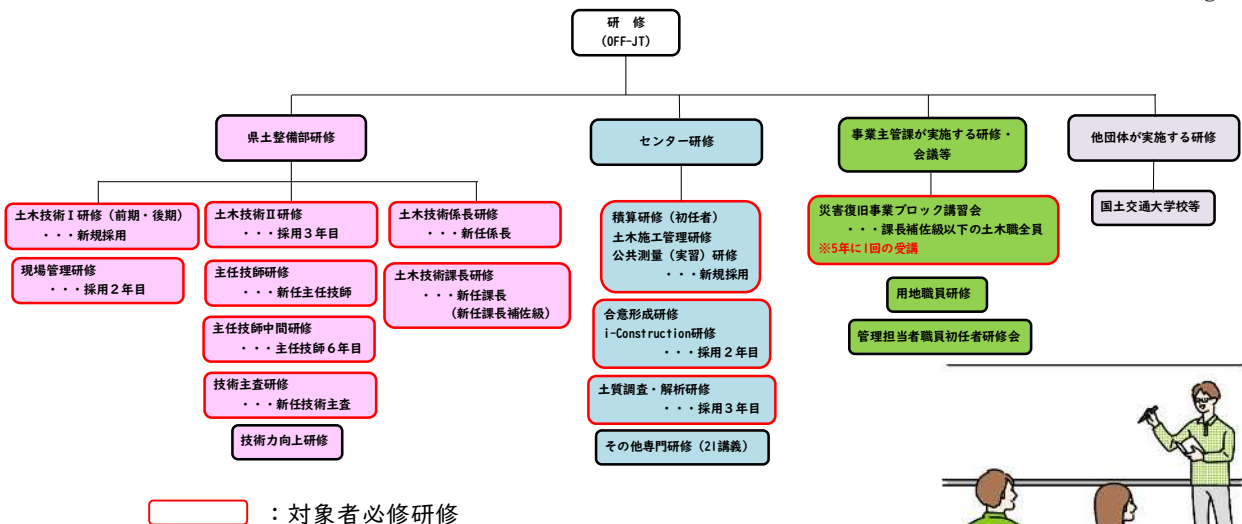 研 修
(OFF-JT)
県土整備部研修
センター研修
事業主管課が実施する研修・
会議等
他団体が実施する研修
土木技術Ⅰ研修（前期・後期）
・・・新規採用
現場管理研修
・・・採用２年目
土木技術Ⅱ研修
・・・採用３年目
主任技師研修
・・・新任主任技師
主任技師中間研修
・・・主任技師６年目
技術主査研修
・・・新任技術主査
技術力向上研修
土木技術係長研修
・・・新任係長
土木技術課長研修
・・・新任課長
（新任課長補佐級）
積算研修（初任者）
土木施工管理研修
公共測量（実習）研修
・・・新規採用
合意形成研修
i-Construction研修
・・・採用２年目
土質調査・解析研修
・・・採用３年目
その他専門研修（21講義）
災害復旧事業ブロック講習会
・・・課長補佐級以下の土木職全員
※5年に1回の受講
用地職員研修
管理担当者職員初任者研修会
国土交通大学校等
：対象者必修研修